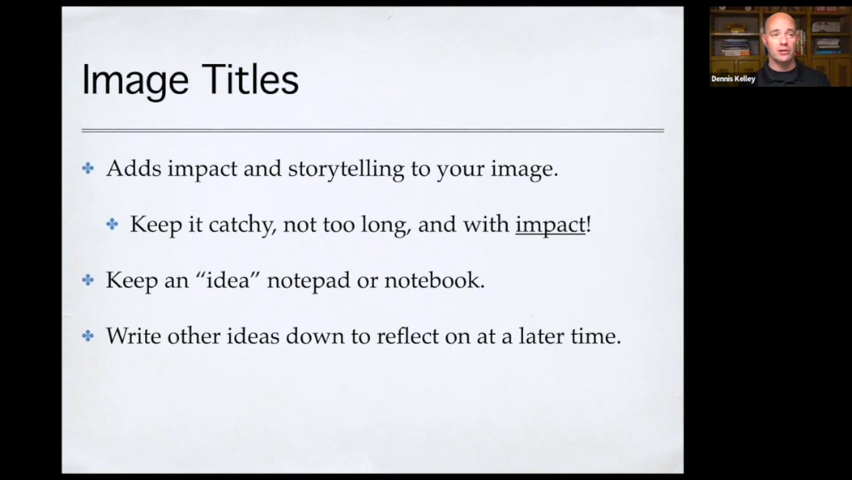 Image Titles
Adds impact and storytelling to your image.
Keep it catchy, not too long, and with impact!
Keep an “idea” notepad or notebook.
Write other ideas down to reflect on at a later time.
Dennis Kelley